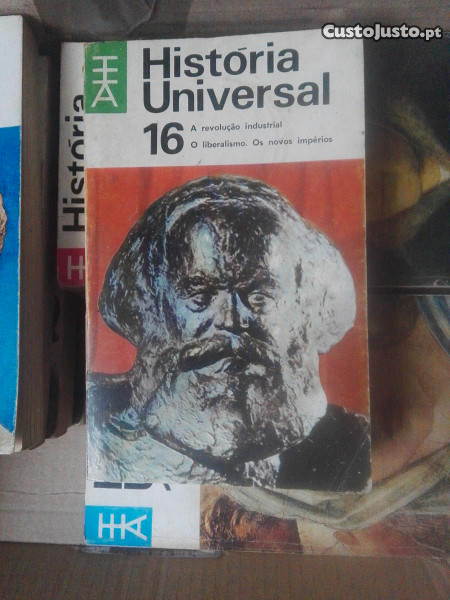 CustoJusto.pt
História
Universal
16 A revolução industrial
O liberalismo. Os novos impérios
História